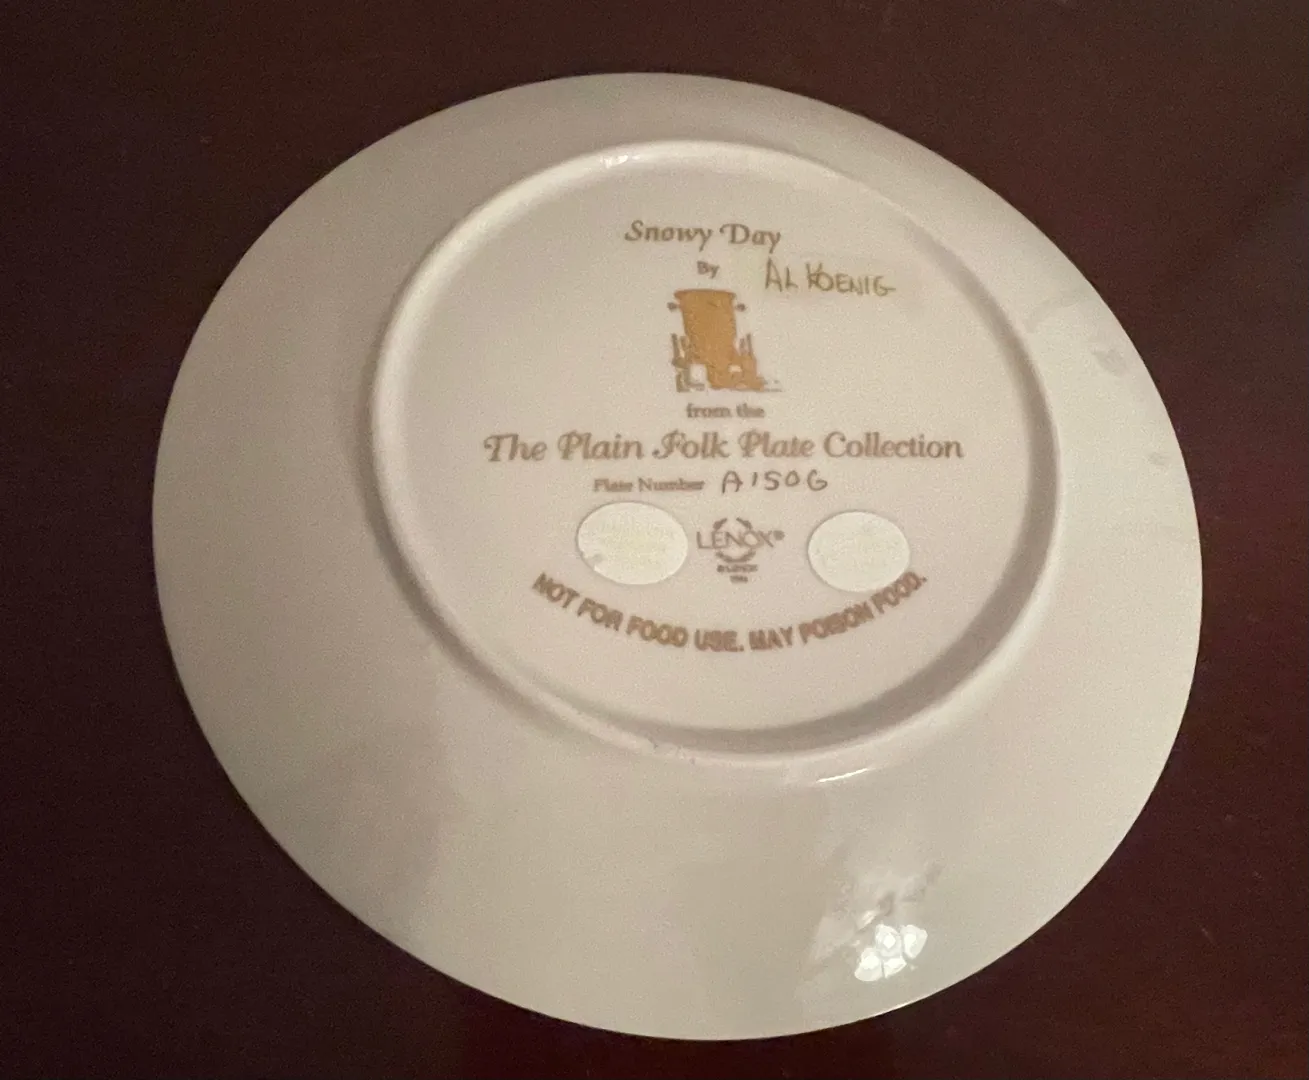 Snowy Day
By AL KOENIG
from the
The Plain Folk Plate Collection
Plate Number A1506
LENOX®
NOT FOR FOOD USE. MAY POISON FOOD.